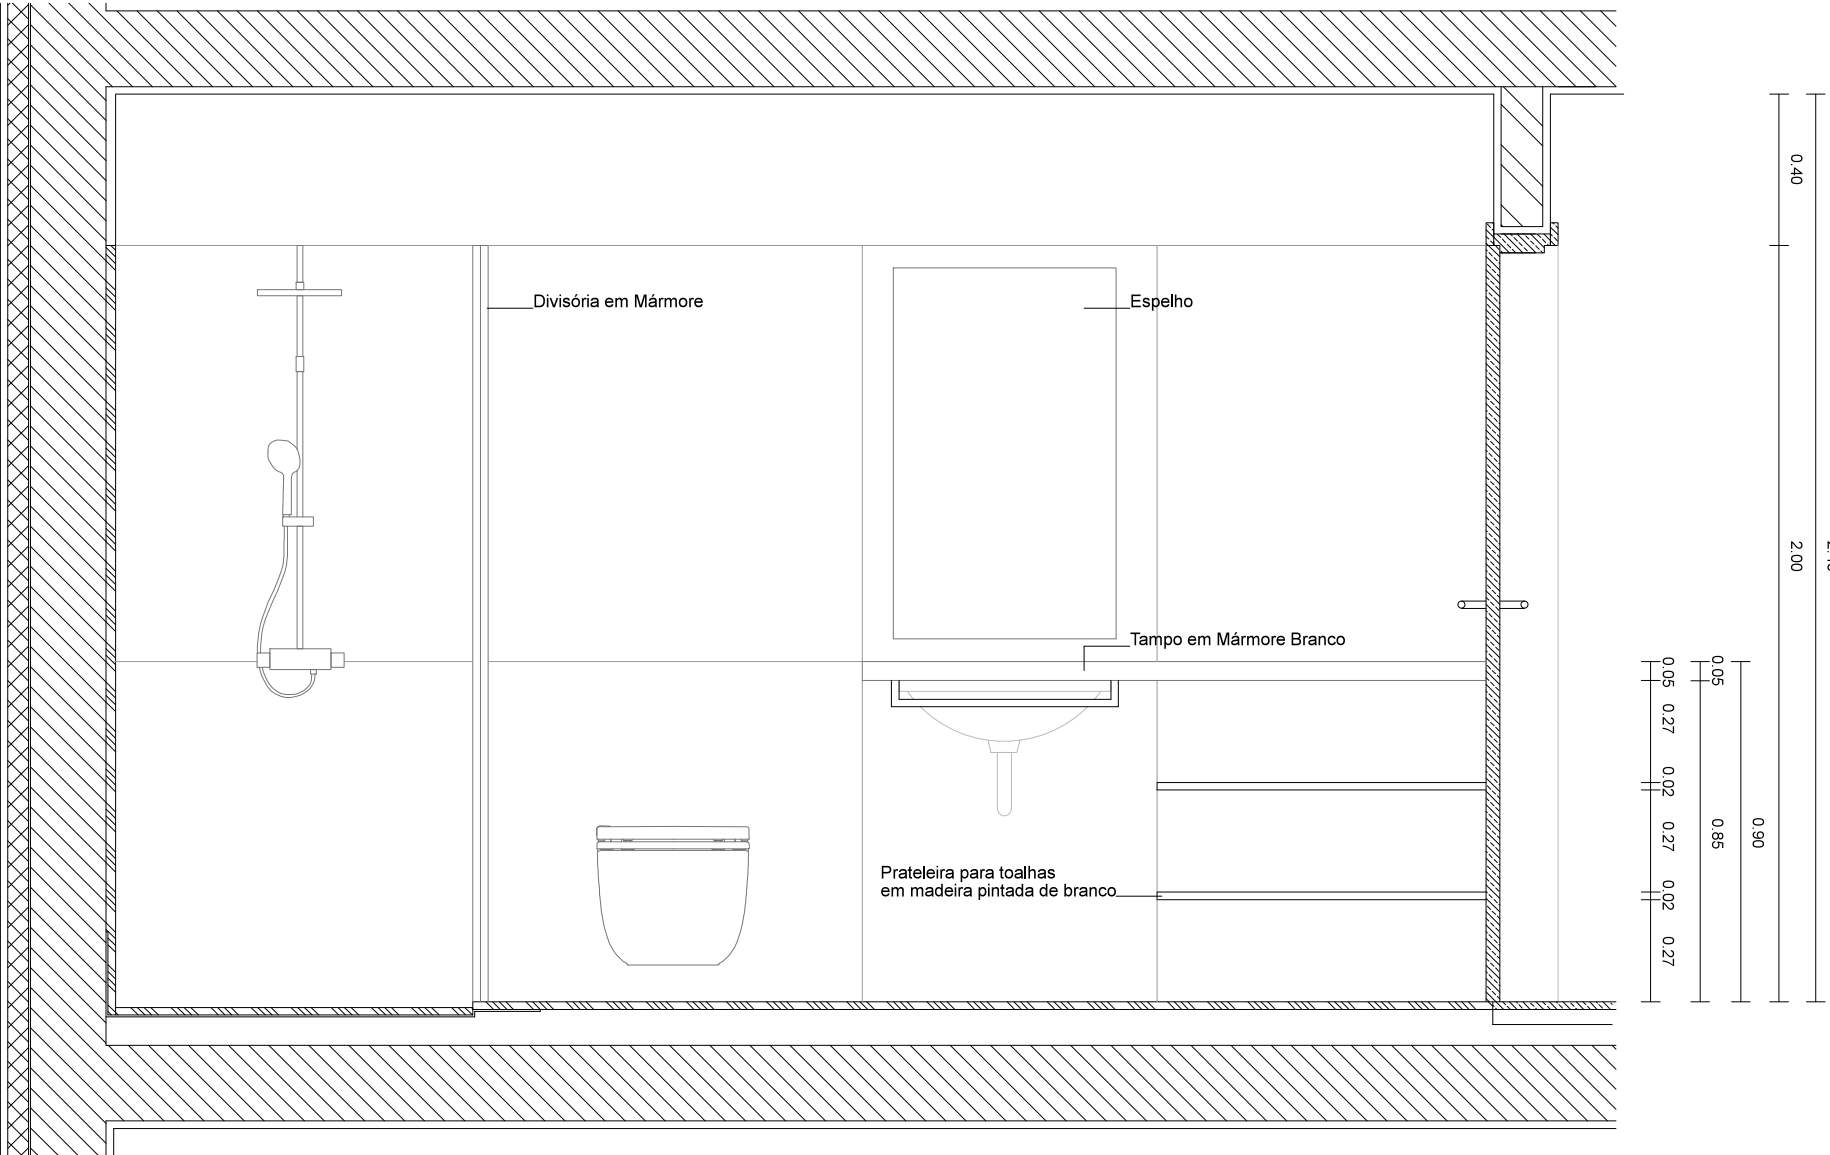 Divisória em Mármore
Espelho
Tampo em Mármore Branco
Prateleira para toalhas
em madeira pintada de branco
0.40
2.00
0.05
0.27
0.02
0.27
0.02
0.27
0.05
0.85
0.90